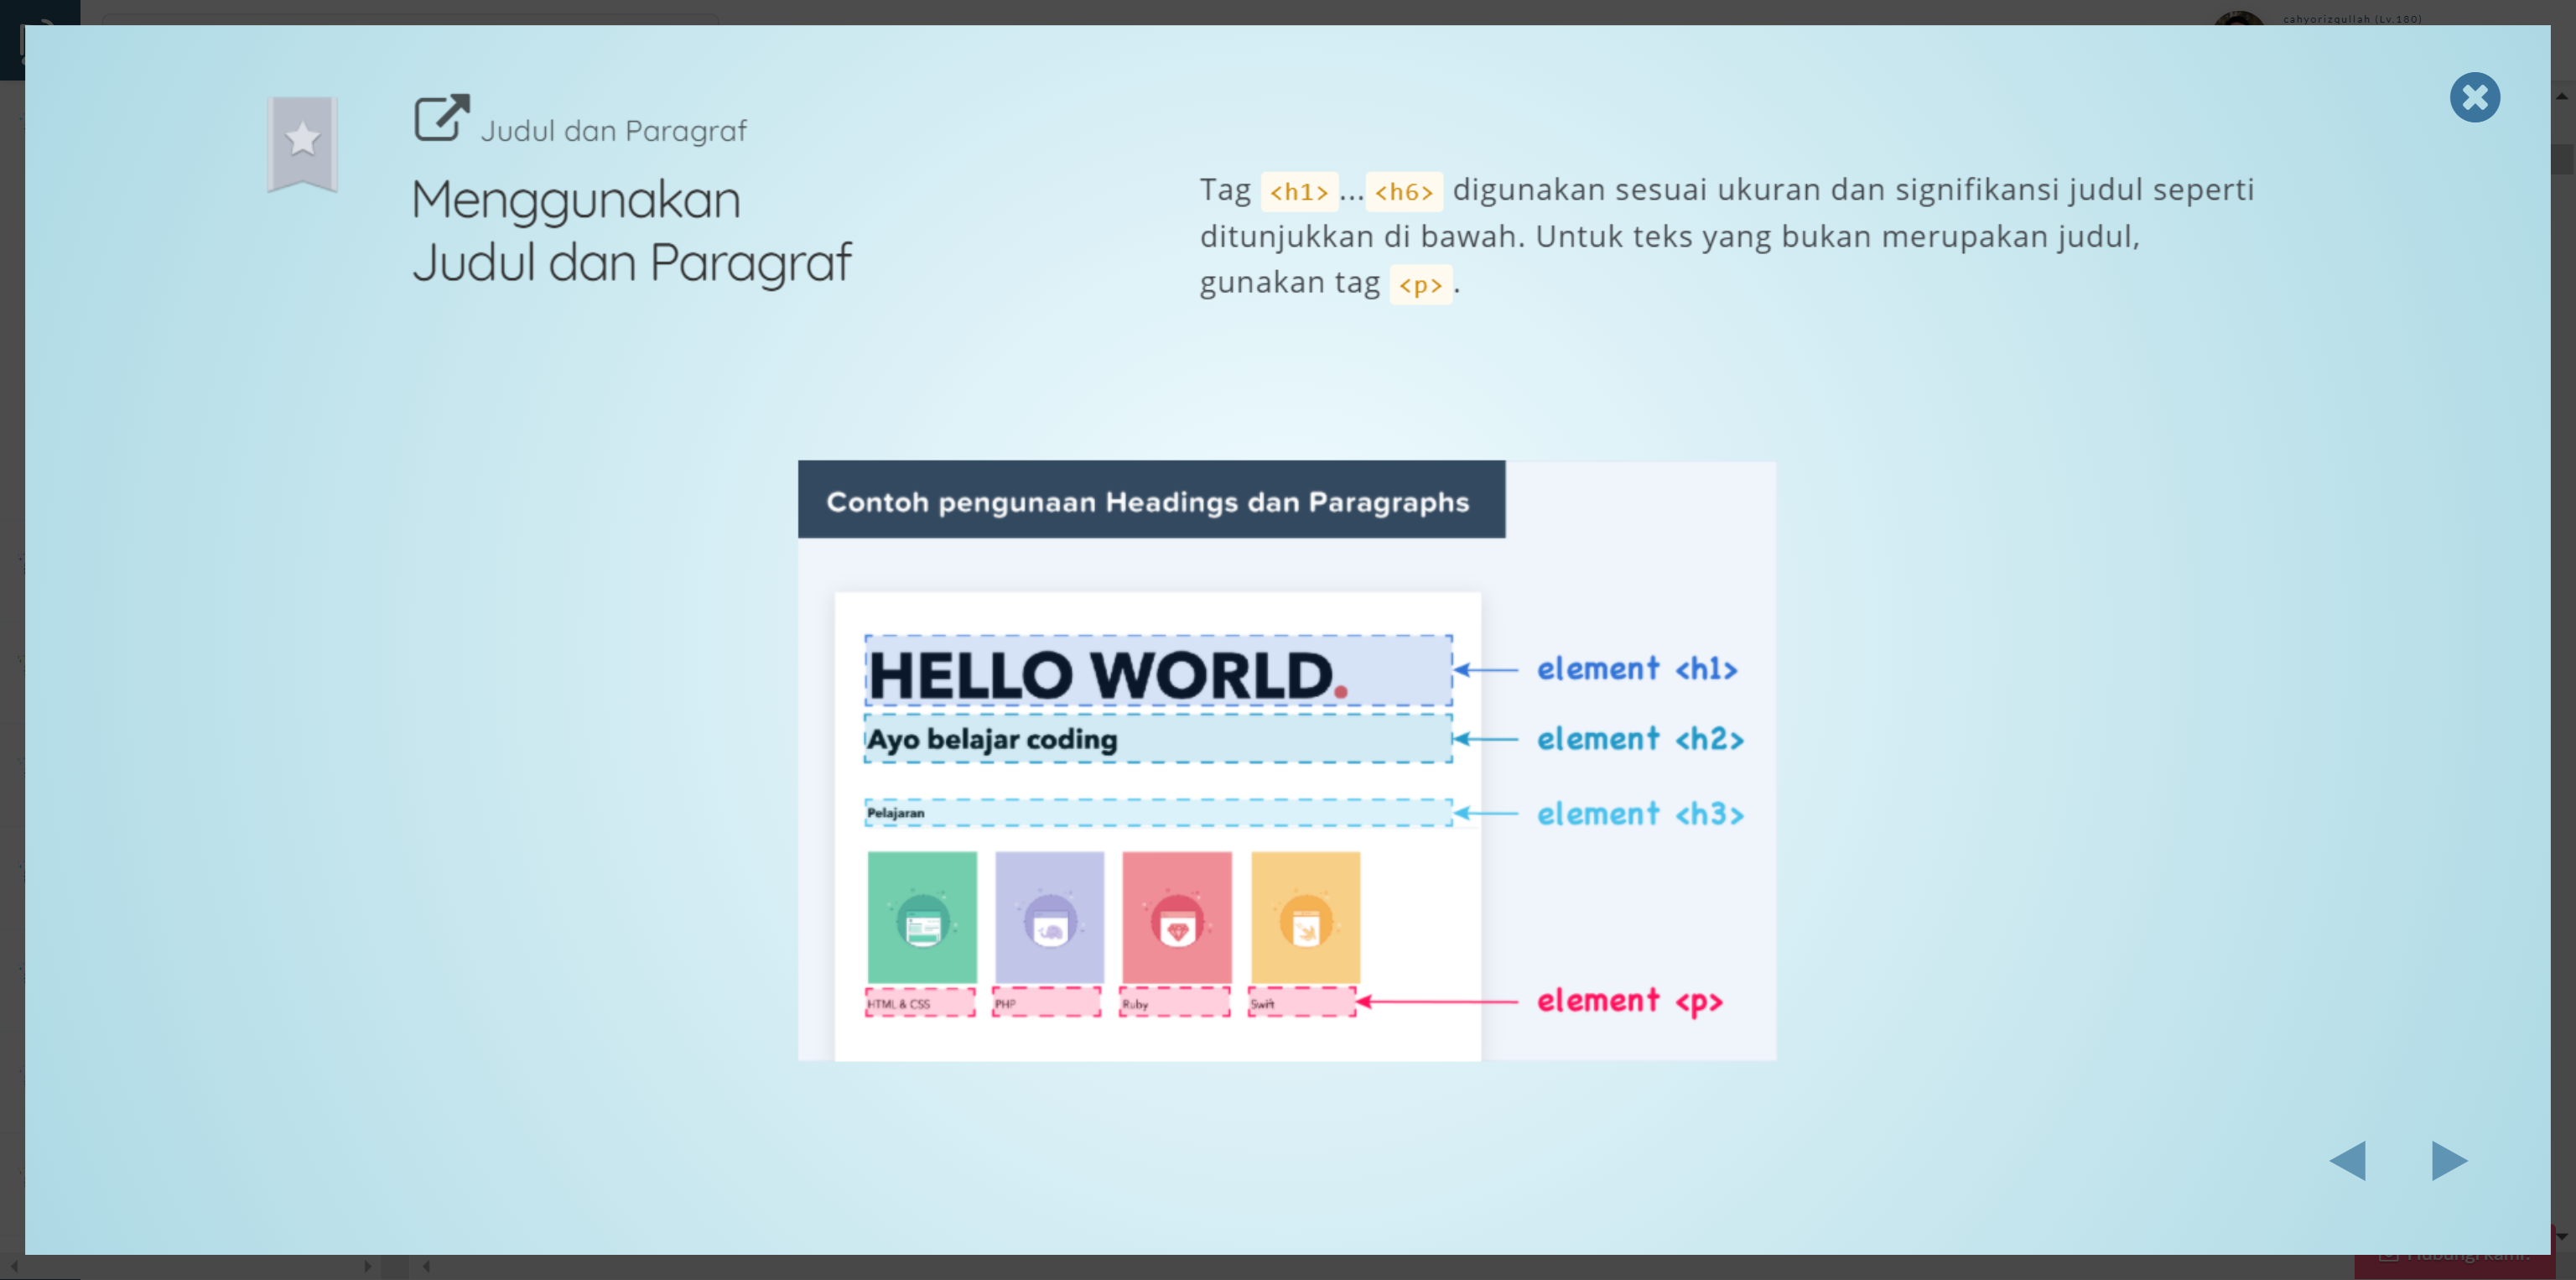 cahyorizqullah (Lv.180)
Judul dan Paragraf
Menggunakan
Judul dan Paragraf
Tag <h1>...<h6> digunakan sesuai ukuran dan signifikansi judul seperti
ditunjukkan di bawah. Untuk teks yang bukan merupakan judul,
gunakan tag <p>.
Contoh pengunaan Headings dan Paragraphs
HELLO WORLD.
element <h1>
Ayo belajar coding
element <h2>
Pelajaran
element <h3>
HTML & CSS
PHP
Ruby
Swift
element <p>